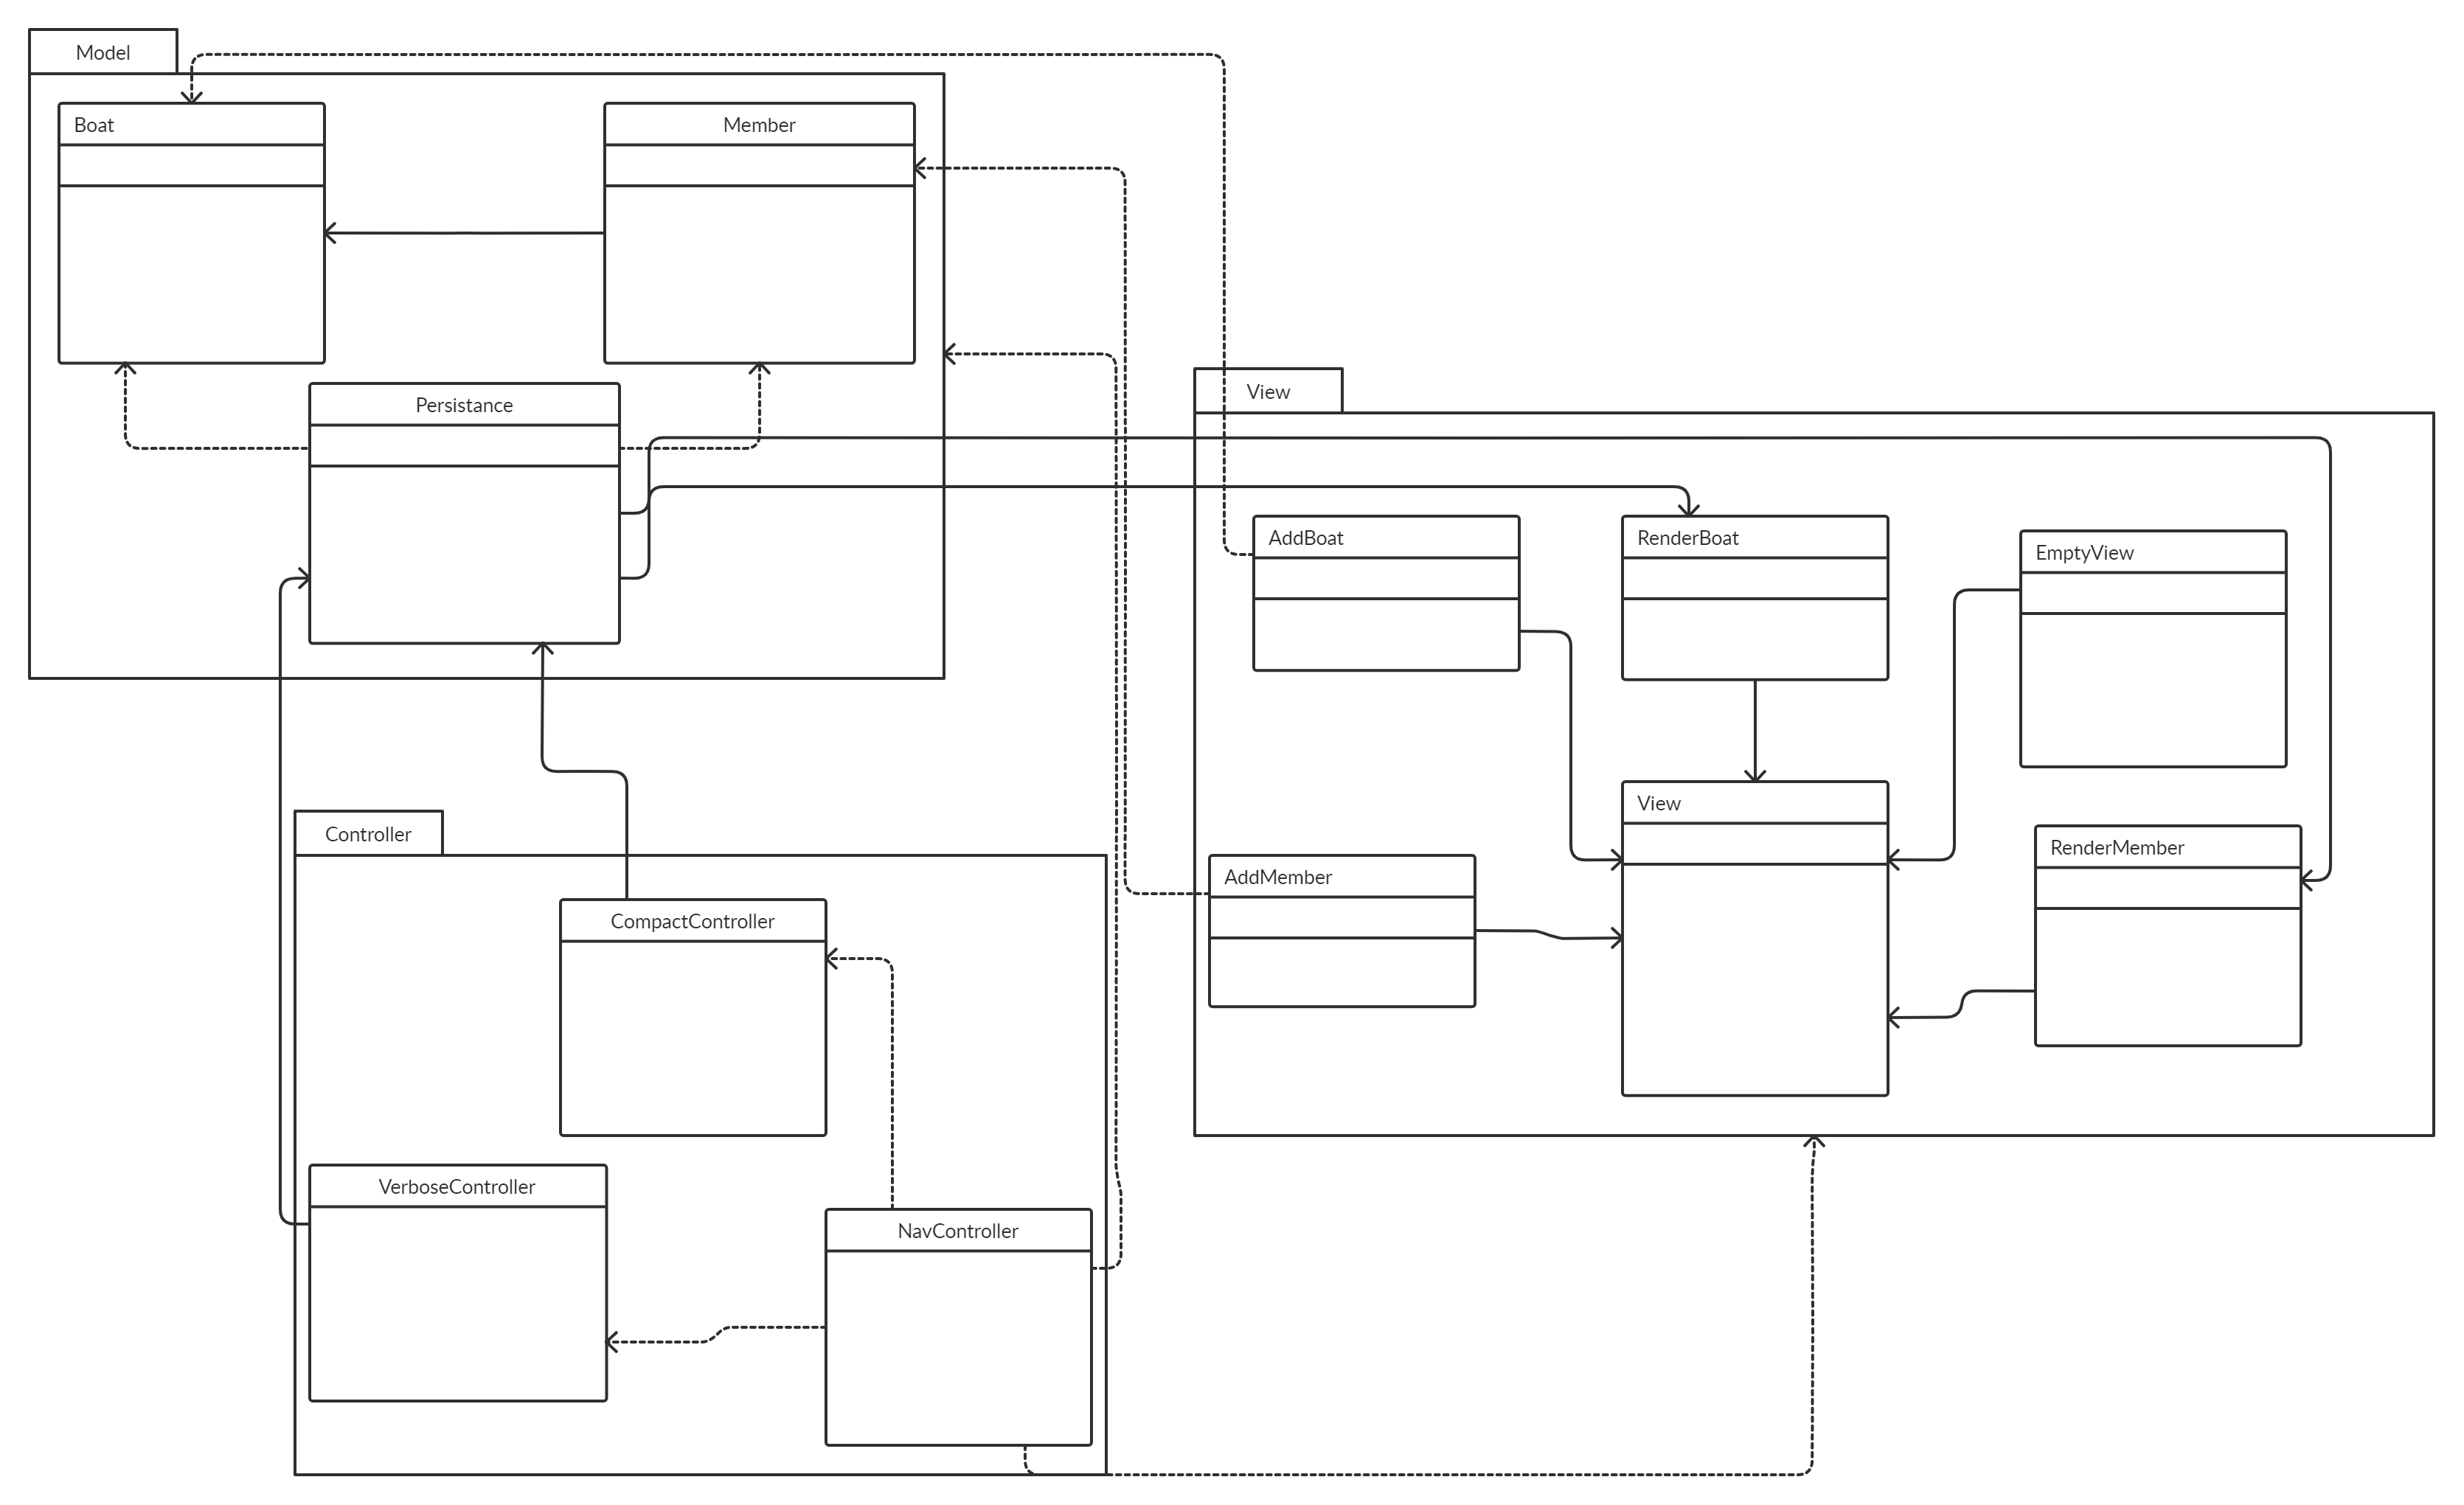 Model
Boat
Member
Persistance
View
AddBoat
RenderBoat
EmptyView
View
RenderMember
AddMember
Controller
CompactController
VerboseController
NavController